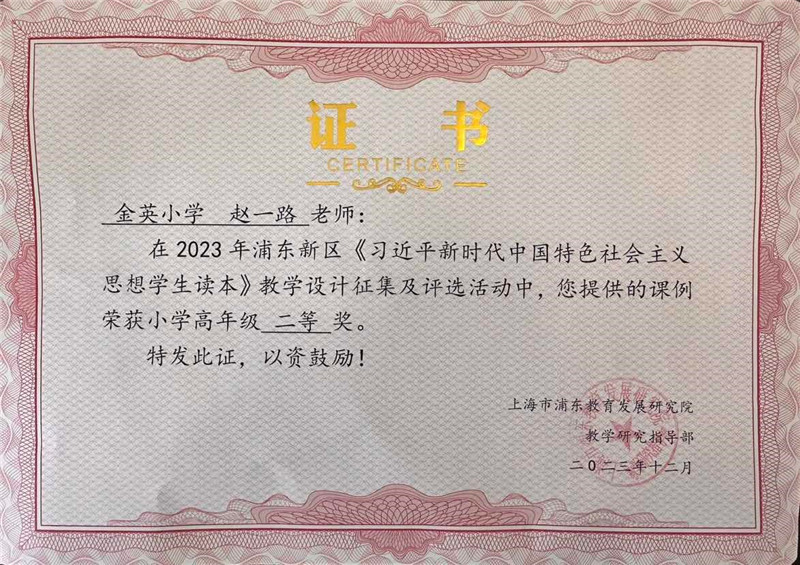 证 书
CERTIFICATE
金英小学 赵一路 老师：
在 2023 年浦东新区《习近平新时代中国特色社会主义
思想学生读本》教学设计征集及评选活动中，您提供的课例
荣获小学高年级 二等 奖。
特发此证，以资鼓励！
上海市浦东教育发展研究院
教学研究指导部
二〇二三年十二月